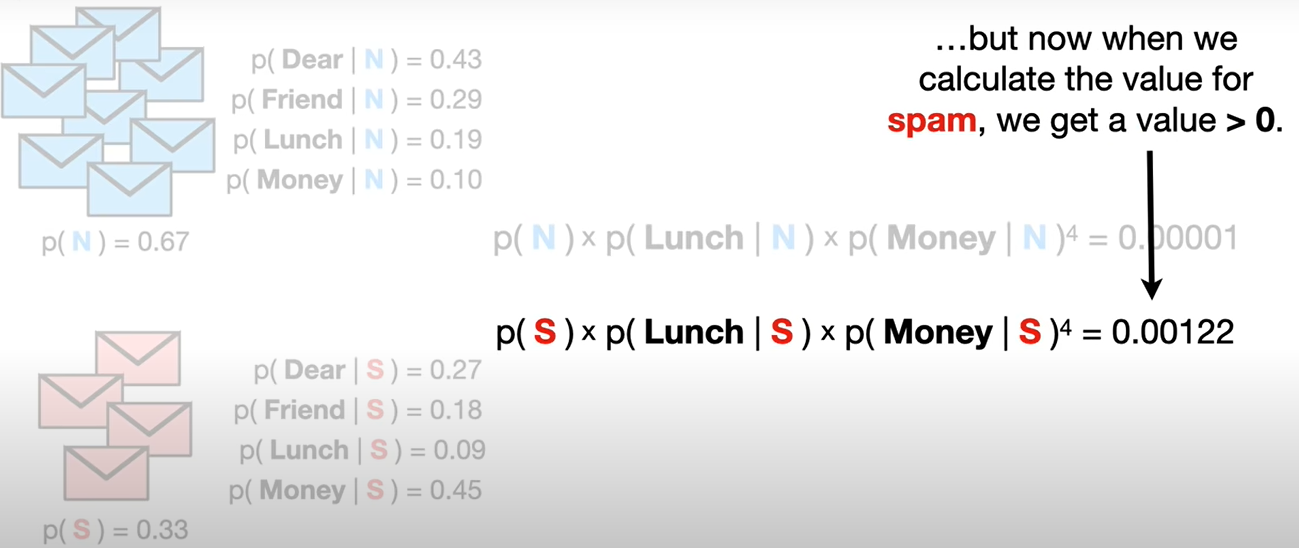 …but now when we
calculate the value for
spam, we get a value > 0.
p( Dear | N ) = 0.43
p( Friend | N ) = 0.29
p( Lunch | N ) = 0.19
p( Money | N ) = 0.10
p( N ) = 0.67
p( N ) × p( Lunch | N ) × p( Money | N )⁴ = 0.00001
p( S ) × p( Lunch | S ) × p( Money | S )⁴ = 0.00122
p( Dear | S ) = 0.27
p( Friend | S ) = 0.18
p( Lunch | S ) = 0.09
p( Money | S ) = 0.45
p( S ) = 0.33